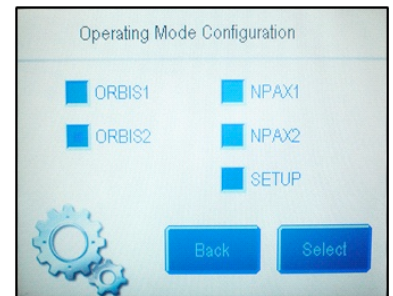 Operating Mode Configuration
ORBIS1
NPAX1
ORBIS2
NPAX2
SETUP
Back
Select